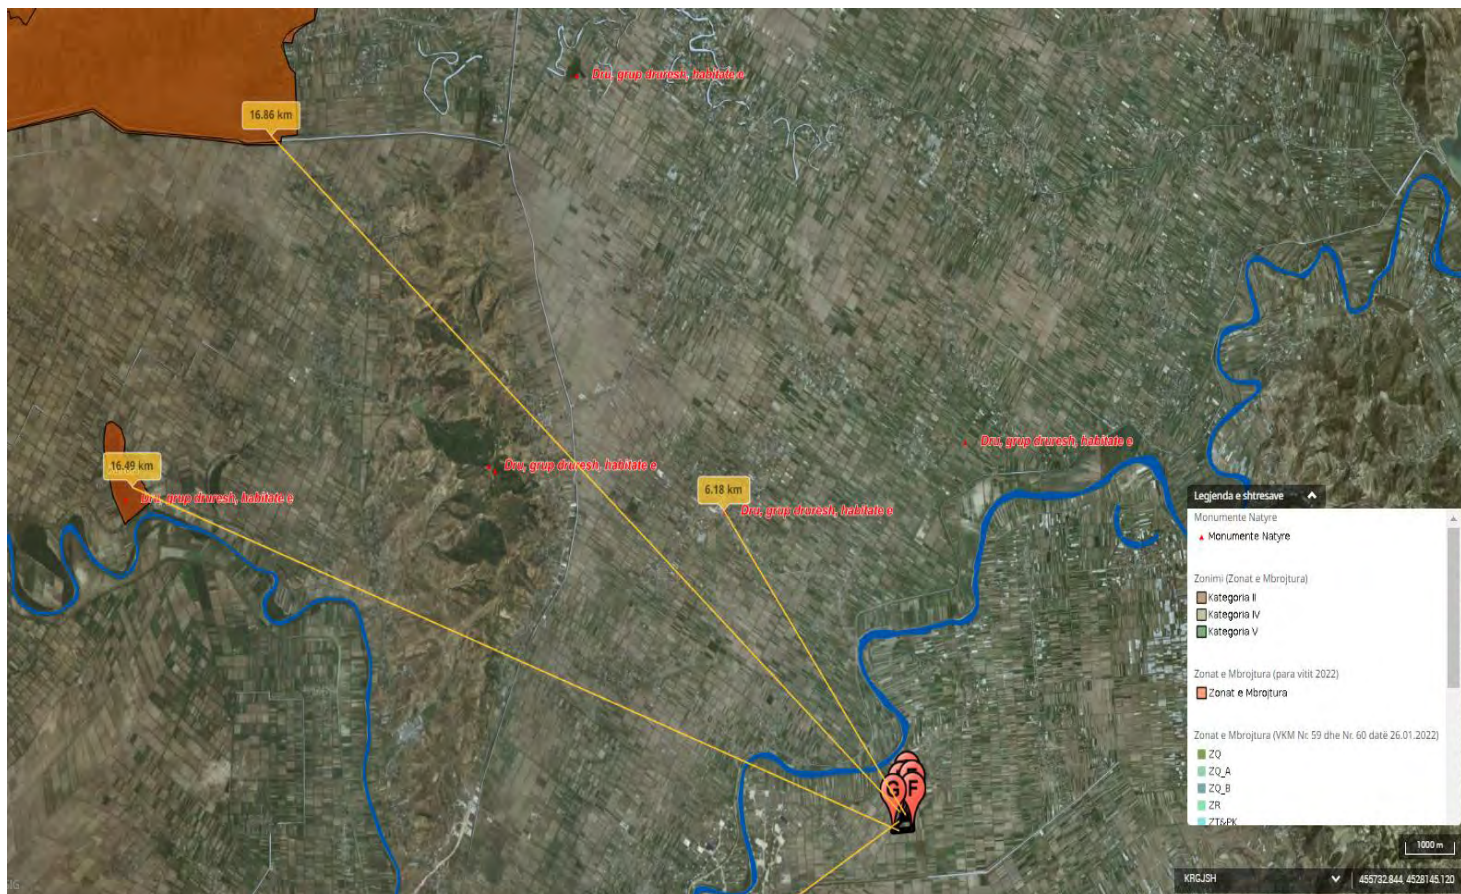 Dru, grup druresh, habitate e
16.86 km
Dru, grup druresh, habitate e
Dru, grup druresh, habitate e
16.49 km
Dru, grup druresh, habitate e
6.18 km
Dru, grup druresh, habitate e
Legjenda e shtresave
Monumente Natyre
Monumente Natyre
Zonimi (Zonat e Mbrojtura)
Kategoria II
Kategoria IV
Kategoria V
Zonat e Mbrojtura (para vitit 2022)
Zonat e Mbrojtura
Zonat e Mbrojtura (VKM Nr. 59 dhe Nr. 60 datë 26.01.2022)
ZQ
ZQ_A
ZQ_B
ZR
ZT&PK
G F
1000 m
KRGJSH
455732.844, 4528145.120